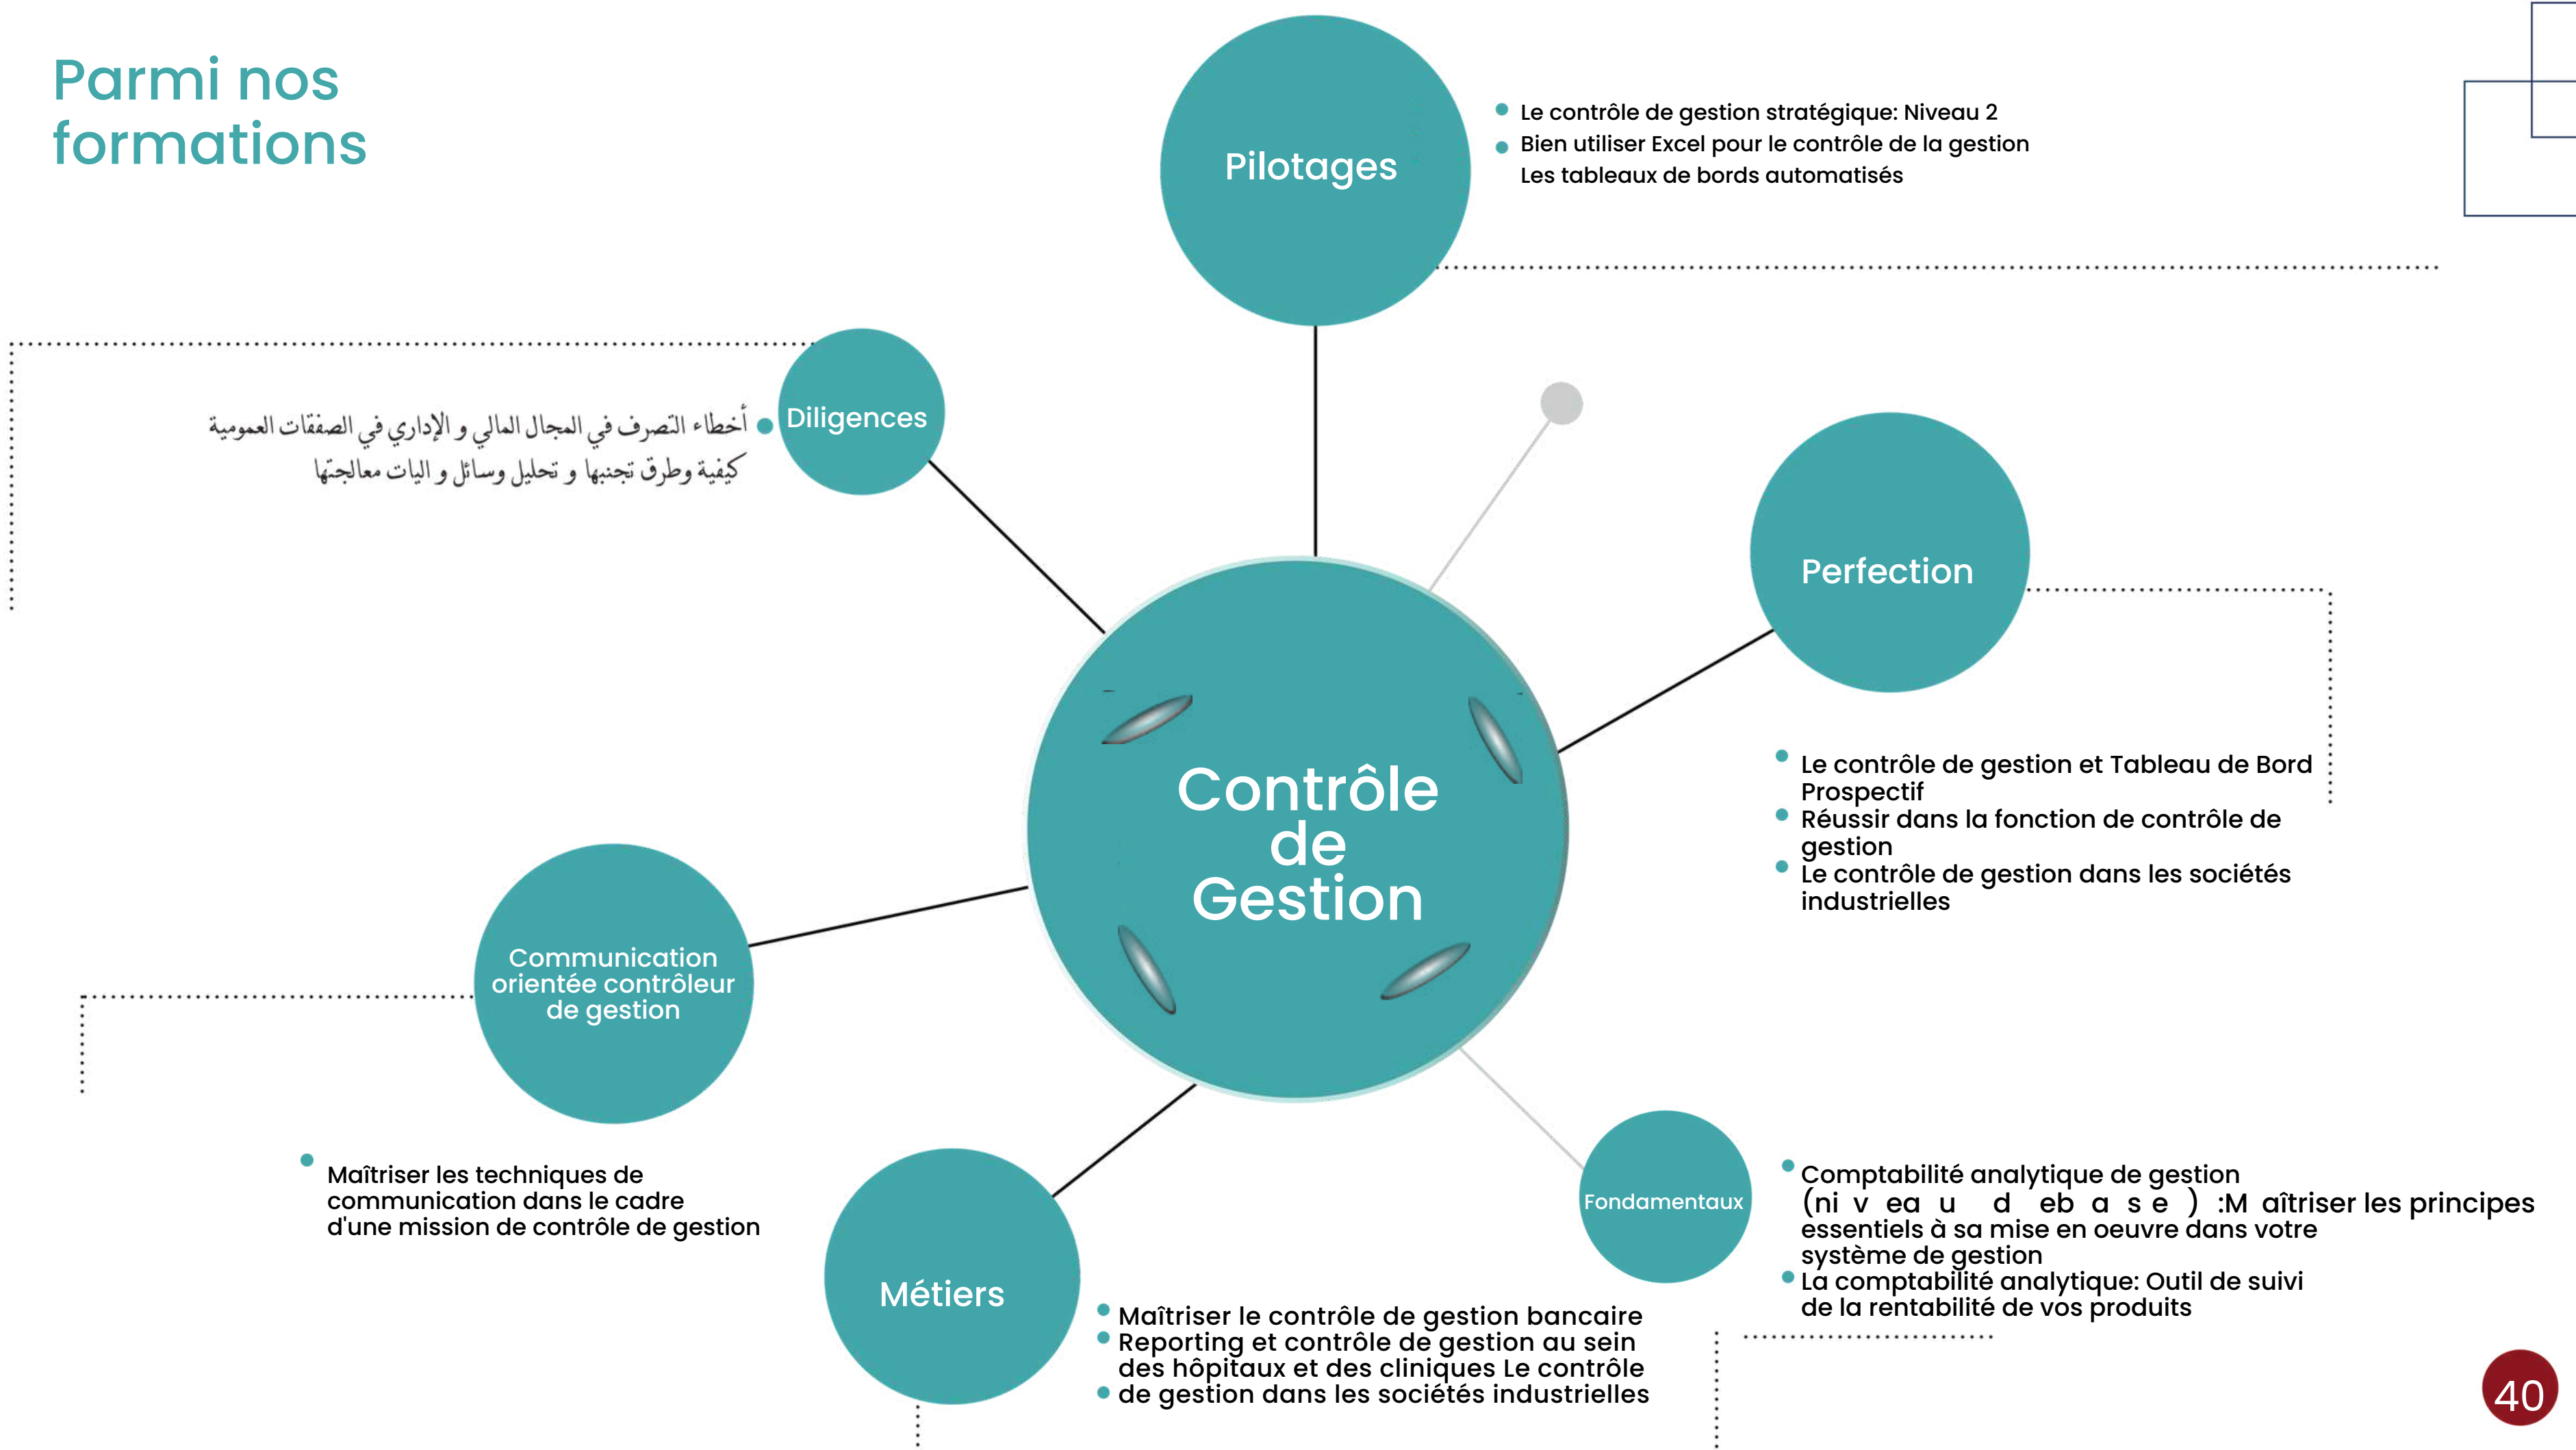 Parmi nos
formations
Pilotages
Le contrôle de gestion stratégique: Niveau 2
Bien utiliser Excel pour le contrôle de la gestion
Les tableaux de bords automatisés
Diligences
أخطاء التصرف في المجال المالي و الإداري في الصفقات العمومية
كيفية وطرق تجنبها و تحليل وسائل و اليات معالجتها
Perfection
Le contrôle de gestion et Tableau de Bord
Prospectif
Réussir dans la fonction de contrôle de
gestion
Le contrôle de gestion dans les sociétés
industrielles
Contrôle
de
Gestion
Communication
orientée contrôleur
de gestion
Maîtriser les techniques de
communication dans le cadre
d'une mission de contrôle de gestion
Métiers
Maîtriser le contrôle de gestion bancaire
Reporting et contrôle de gestion au sein
des hôpitaux et des cliniques Le contrôle
de gestion dans les sociétés industrielles
Fondamentaux
Comptabilité analytique de gestion
(ni v ea u d eb a s e ) :M aîtriser les principes
essentiels à sa mise en oeuvre dans votre
système de gestion
La comptabilité analytique: Outil de suivi
de la rentabilité de vos produits
40